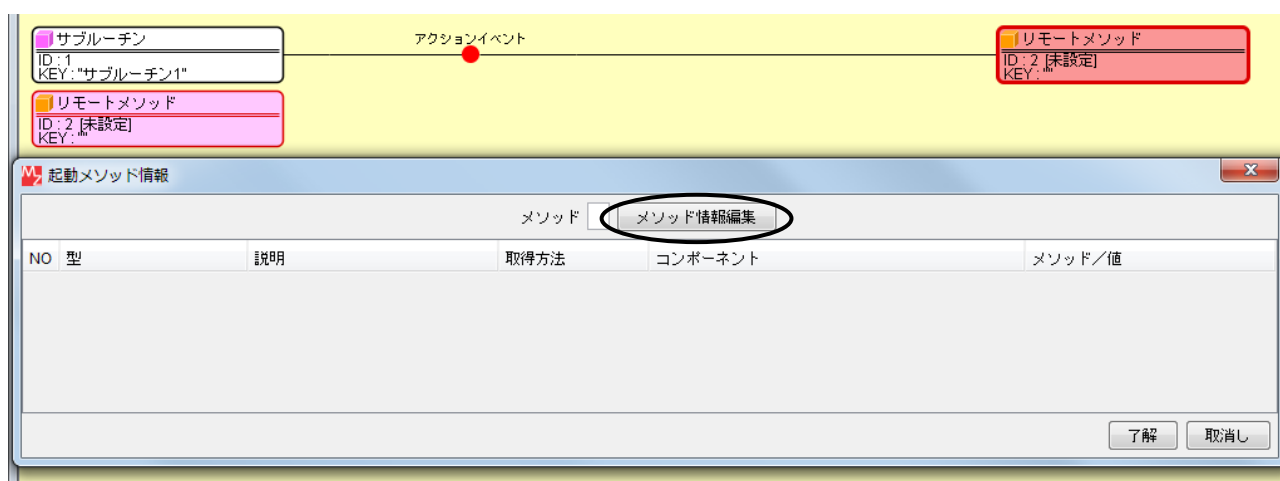 サブルーチン
ID : 1
KEY : "サブルーチン1"
アクションイベント
リモートメソッド
ID : 2 [未設定]
KEY : ""
リモートメソッド
ID : 2 [未設定]
KEY : ""
起動メソッド情報
メソッド メソッド情報編集
NO 型 説明 取得方法 コンポーネント メソッド／値
了解 取消し